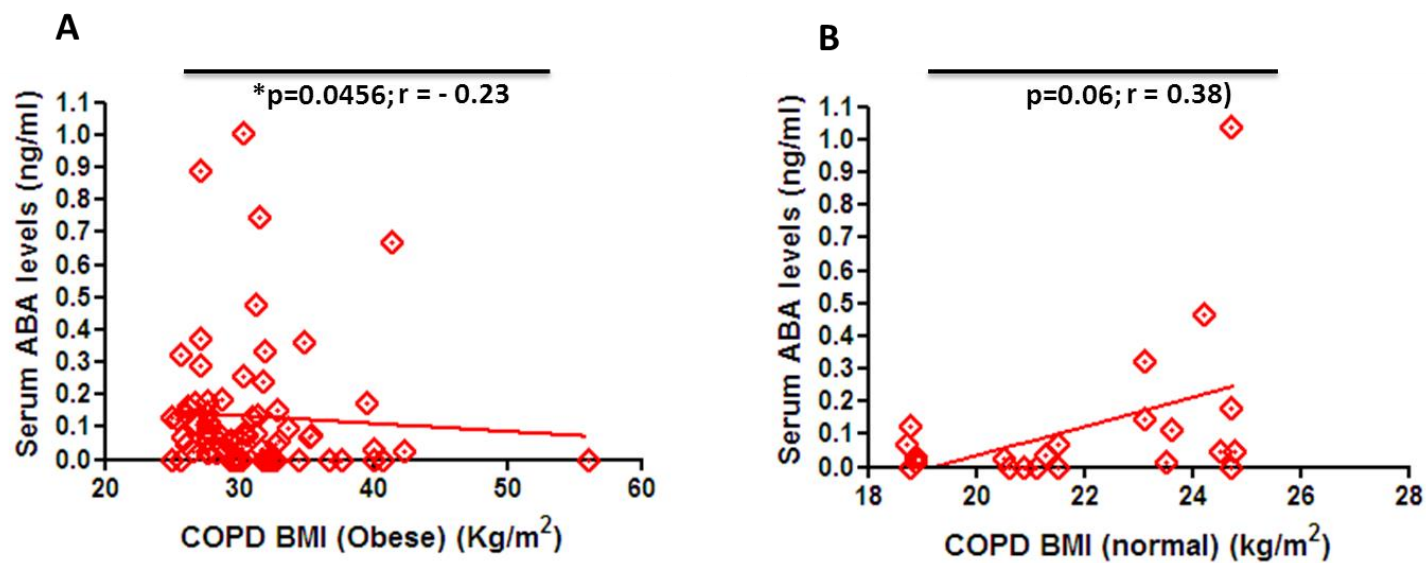 A
*p=0.0456; r = - 0.23
Serum ABA levels (ng/ml)
1.1
1.0
0.9
0.8
0.7
0.6
0.5
0.4
0.3
0.2
0.1
0.0
20 30 40 50 60
COPD BMI (Obese) (Kg/m²)
B
p=0.06; r = 0.38)
Serum ABA levels (ng/ml)
1.1
1.0
0.9
0.8
0.7
0.6
0.5
0.4
0.3
0.2
0.1
0.0
18 20 22 24 26 28
COPD BMI (normal) (kg/m²)